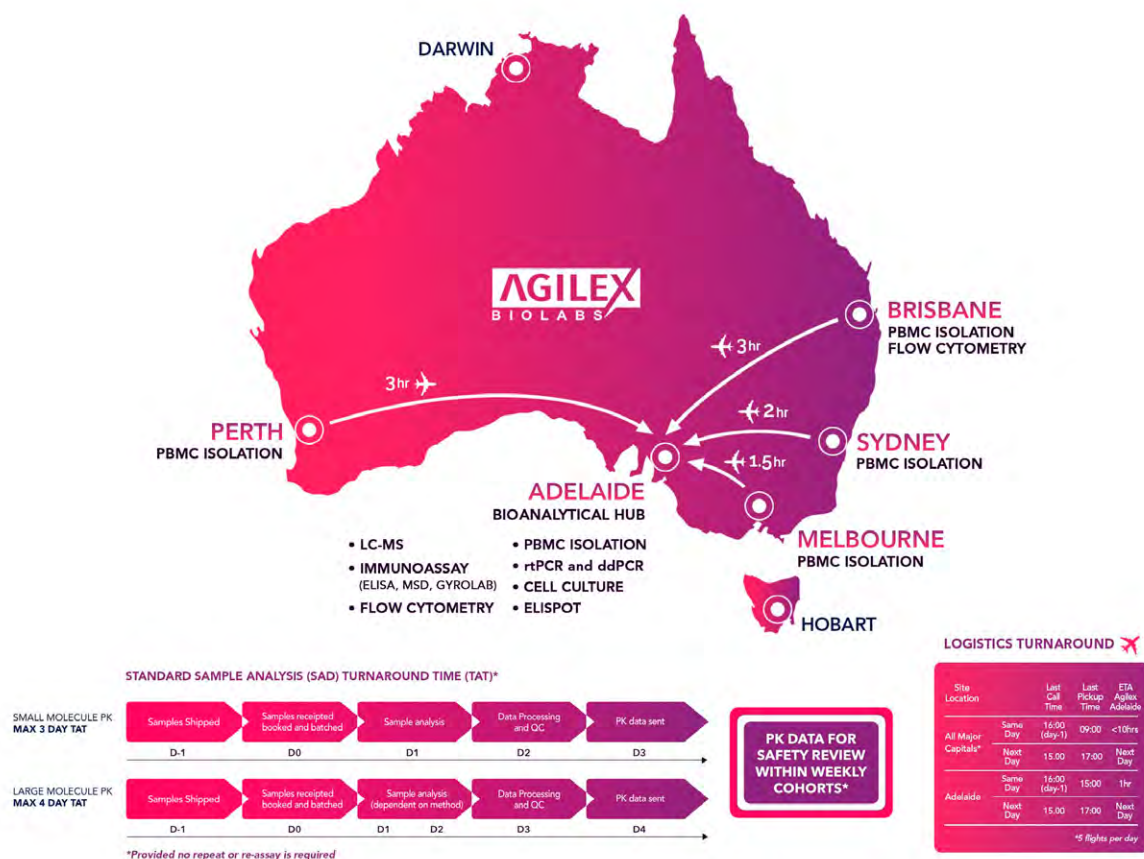 DARWIN
AGILEX
BIOLABS
BRISBANE
PBMC ISOLATION
FLOW CYTOMETRY
3hr
3hr
2hr
1.5hr
PERTH
PBMC ISOLATION
SYDNEY
PBMC ISOLATION
ADELAIDE
BIOANALYTICAL HUB
MELBOURNE
PBMC ISOLATION
• LC-MS
• IMMUNOASSAY
(ELISA, MSD, GYROLAB)
• FLOW CYTOMETRY
• PBMC ISOLATION
• rtPCR and ddPCR
• CELL CULTURE
• ELISPOT
HOBART
STANDARD SAMPLE ANALYSIS (SAD) TURNAROUND TIME (TAT)*
SMALL MOLECULE PK
MAX 3 DAY TAT
Samples Shipped
Samples receipted
booked and batched
Sample analysis
Data Processing
and QC
PK data sent
D-1 D0 D1 D2 D3
LARGE MOLECULE PK
MAX 4 DAY TAT
Samples Shipped
Samples receipted
booked and batched
Sample analysis
(dependent on method)
Data Processing
and QC
PK data sent
D-1 D0 D1 D2 D3 D4
*Provided no repeat or re-assay is required
PK DATA FOR
SAFETY REVIEW
WITHIN WEEKLY
COHORTS*
LOGISTICS TURNAROUND
Site
Location
Last
Call
Time
Last
Pickup
Time
ETA
Agilex
Adelaide
All Major
Capitals*
Same
Day
16:00
(day-1)
09:00
<10hrs
Next
Day
15.00
17:00
Next
Day
Adelaide
Same
Day
16:00
(day-1)
15:00
1hr
Next
Day
15.00
17:00
Next
Day
*5 flights per day